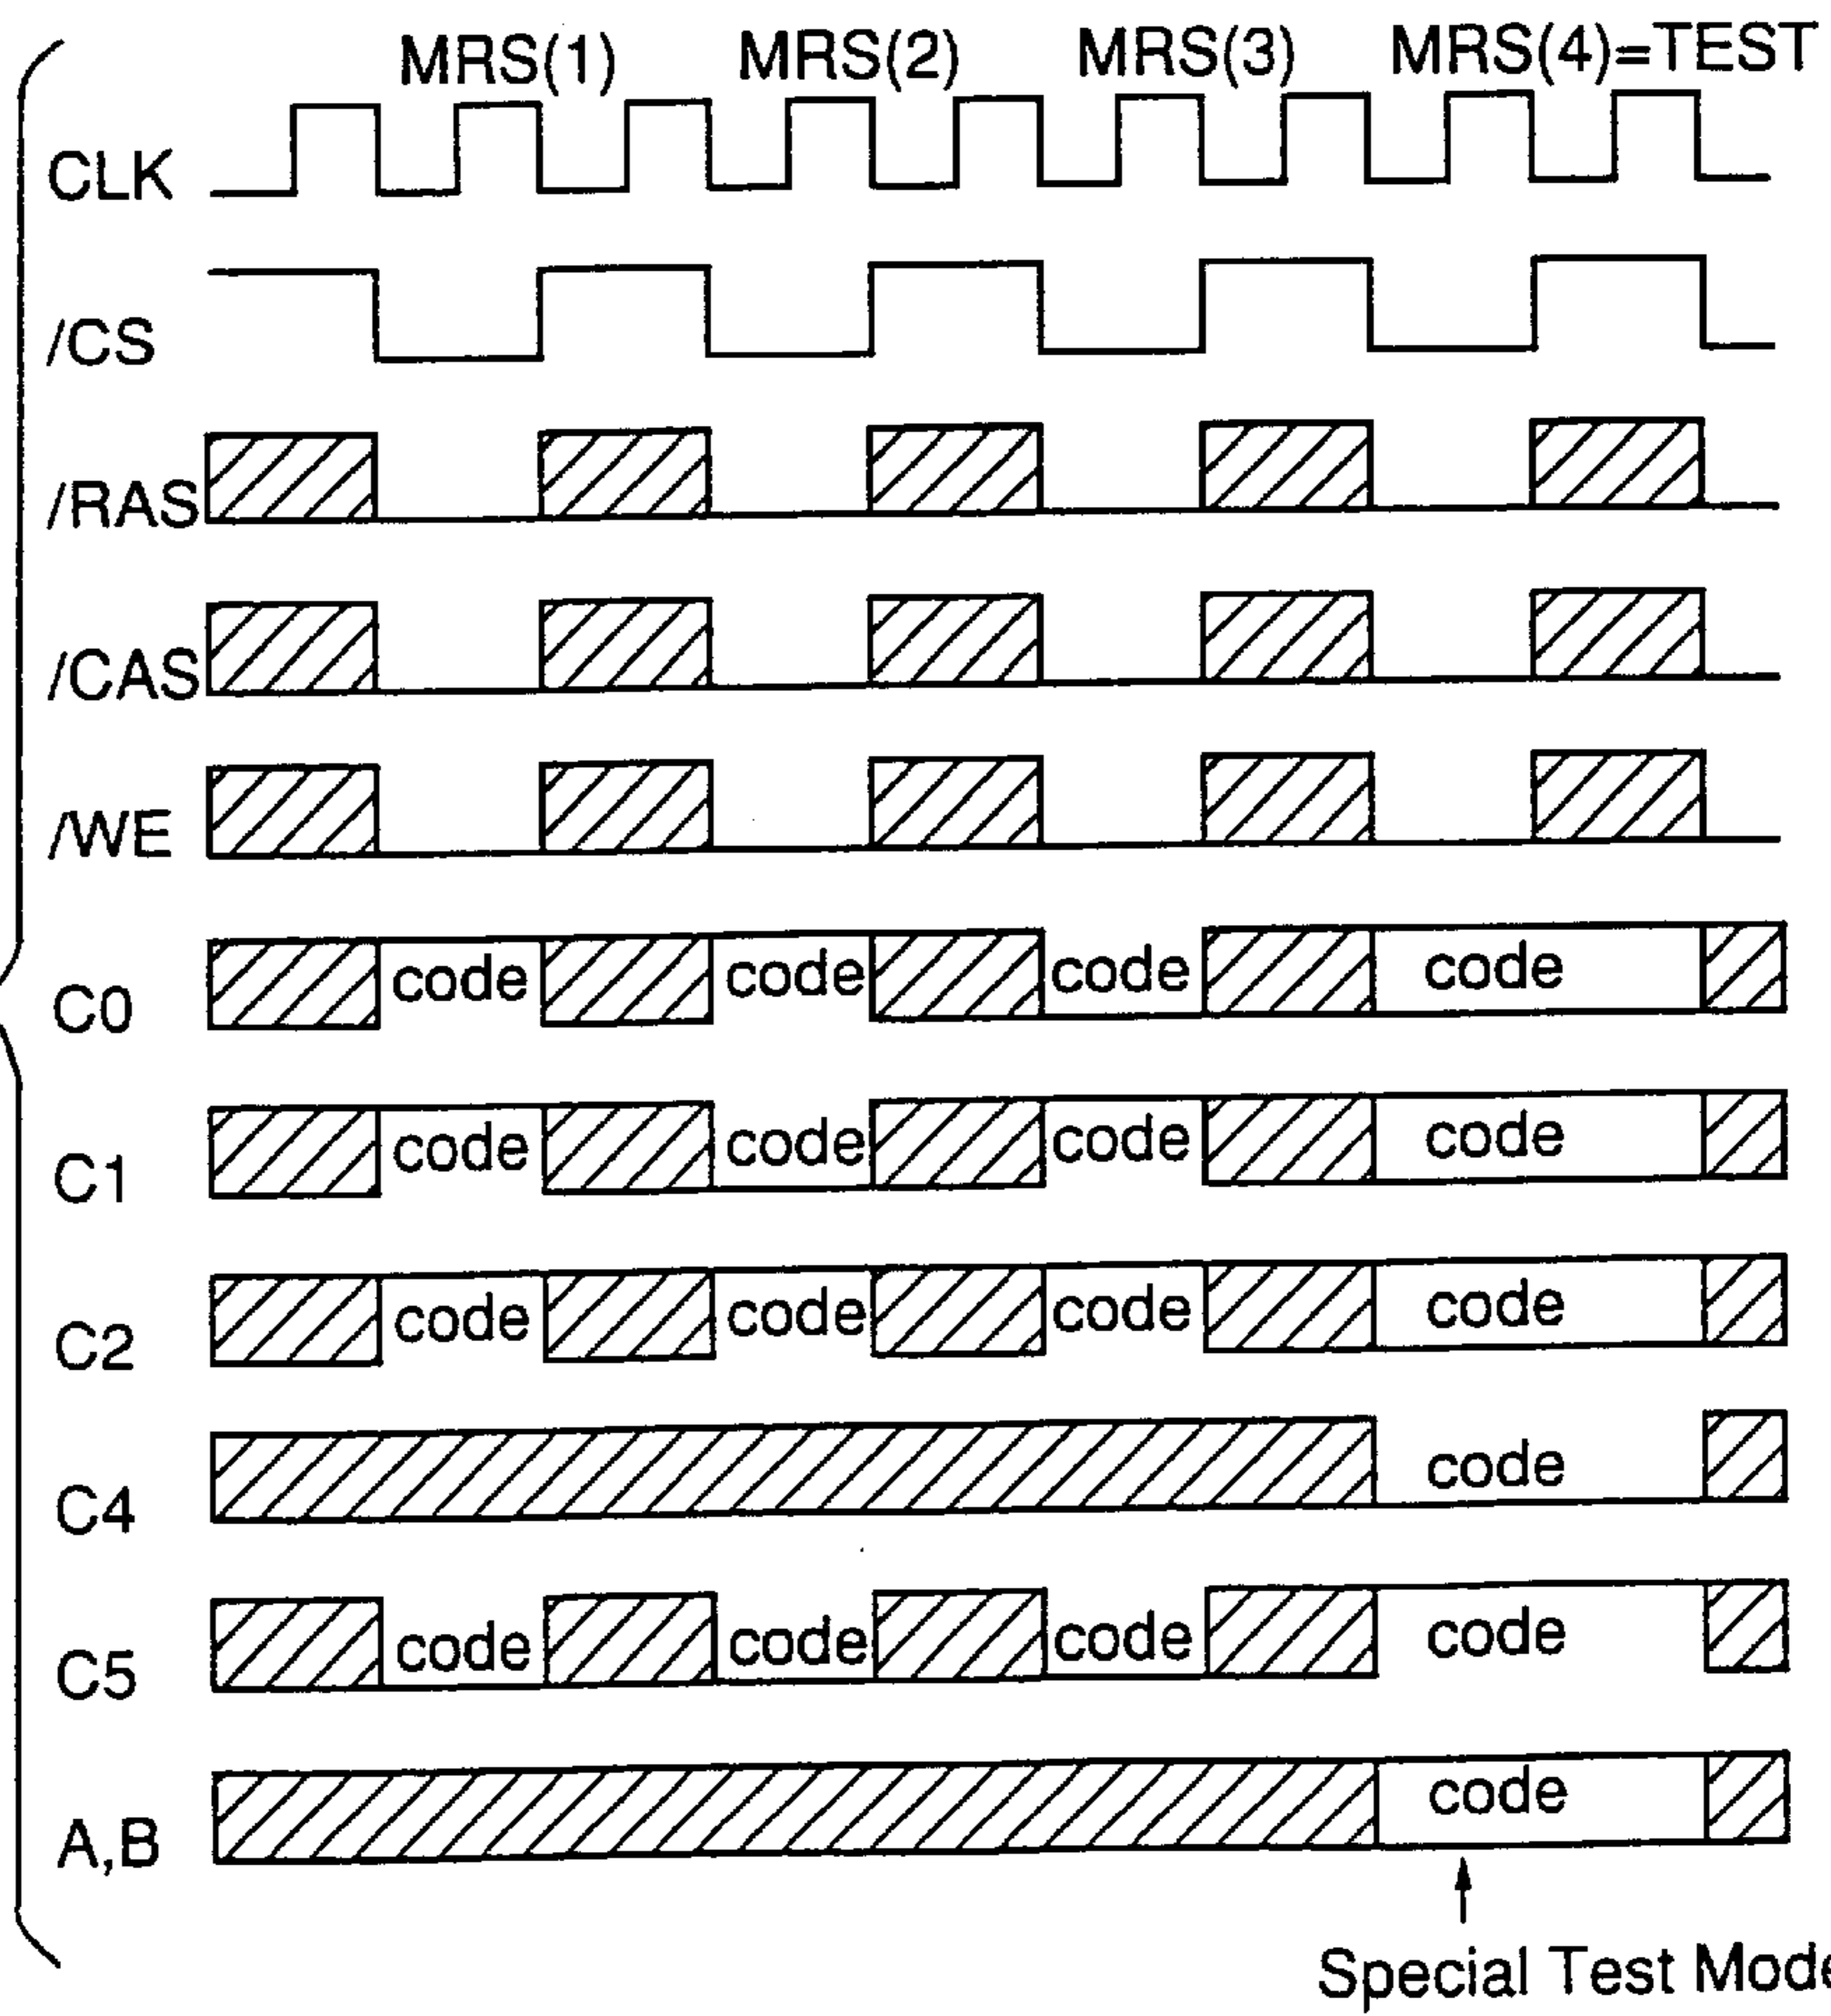 MRS(1) MRS(2) MRS(3) MRS(4)=TEST
CLK
/CS
/RAS
/CAS
/WE
C0 code code code code
C1 code code code code
C2 code code code code
C4 code
C5 code code code code
A,B code
Special Test Mode